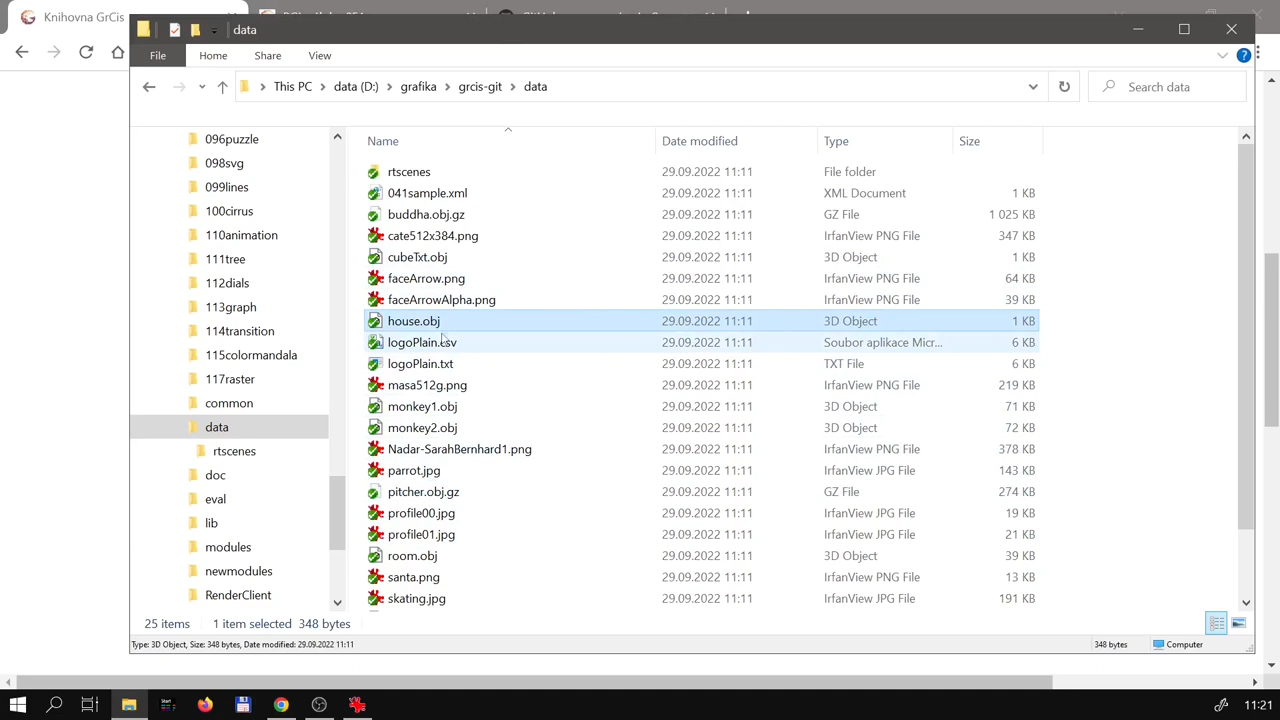 Knihovna GrCis
data
File Home Share View
This PC data (D:) grafika grcis-git data
Search data
Name Date modified Type Size
096puzzle
098svg
099lines
100cirrus
110animation
111tree
112dials
113graph
114transition
115colormandala
117raster
common
data
rtscenes
doc
eval
lib
modules
newmodules
RenderClient
rtscenes 29.09.2022 11:11 File folder
041sample.xml 29.09.2022 11:11 XML Document 1 KB
buddha.obj.gz 29.09.2022 11:11 GZ File 1 025 KB
cate512x384.png 29.09.2022 11:11 IrfanView PNG File 347 KB
cubeTxt.obj 29.09.2022 11:11 3D Object 1 KB
faceArrow.png 29.09.2022 11:11 IrfanView PNG File 64 KB
faceArrowAlpha.png 29.09.2022 11:11 IrfanView PNG File 39 KB
house.obj 29.09.2022 11:11 3D Object 1 KB
logoPlain.csv 29.09.2022 11:11 Soubor aplikace Micr... 6 KB
logoPlain.txt 29.09.2022 11:11 TXT File 6 KB
masa512g.png 29.09.2022 11:11 IrfanView PNG File 219 KB
monkey1.obj 29.09.2022 11:11 3D Object 71 KB
monkey2.obj 29.09.2022 11:11 3D Object 72 KB
Nadar-SarahBernhard1.png 29.09.2022 11:11 IrfanView PNG File 378 KB
parrot.jpg 29.09.2022 11:11 IrfanView JPG File 143 KB
pitcher.obj.gz 29.09.2022 11:11 GZ File 274 KB
profile00.jpg 29.09.2022 11:11 IrfanView JPG File 19 KB
profile01.jpg 29.09.2022 11:11 IrfanView JPG File 21 KB
room.obj 29.09.2022 11:11 3D Object 39 KB
santa.png 29.09.2022 11:11 IrfanView PNG File 13 KB
skating.jpg 29.09.2022 11:11 IrfanView JPG File 191 KB
25 items 1 item selected 348 bytes
Type: 3D Object, Size: 348 bytes, Date modified: 29.09.2022 11:11 348 bytes Computer
Start
11:21